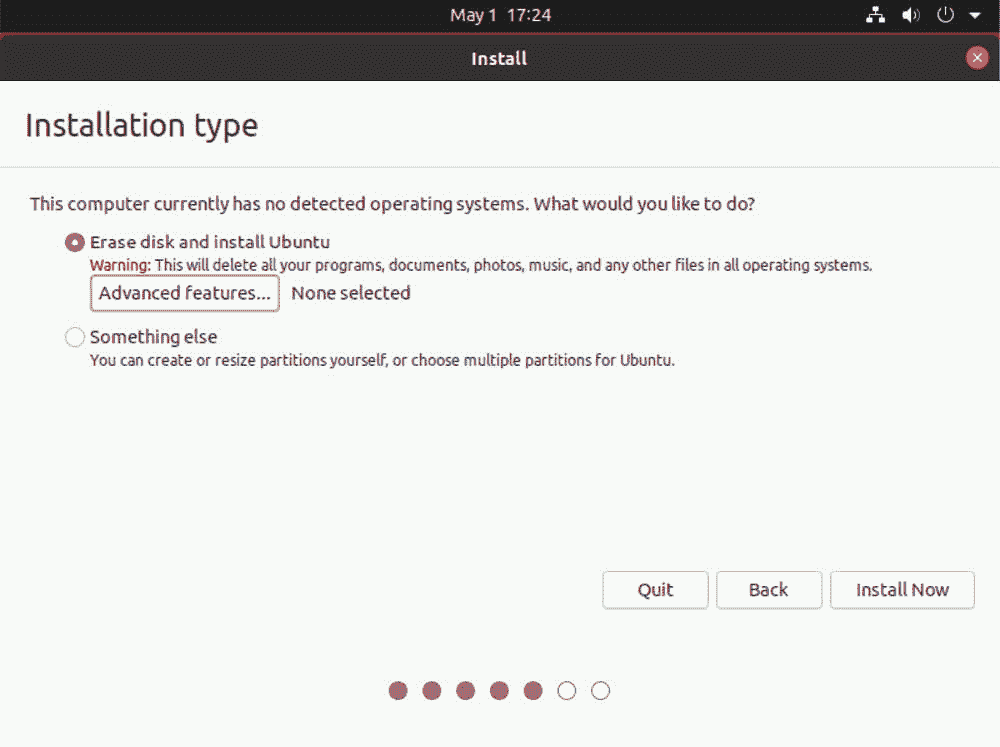 May 1 17:24
Install
Installation type
This computer currently has no detected operating systems. What would you like to do?
Erase disk and install Ubuntu
Warning: This will delete all your programs, documents, photos, music, and any other files in all operating systems.
Advanced features... None selected
Something else
You can create or resize partitions yourself, or choose multiple partitions for Ubuntu.
Quit Back Install Now